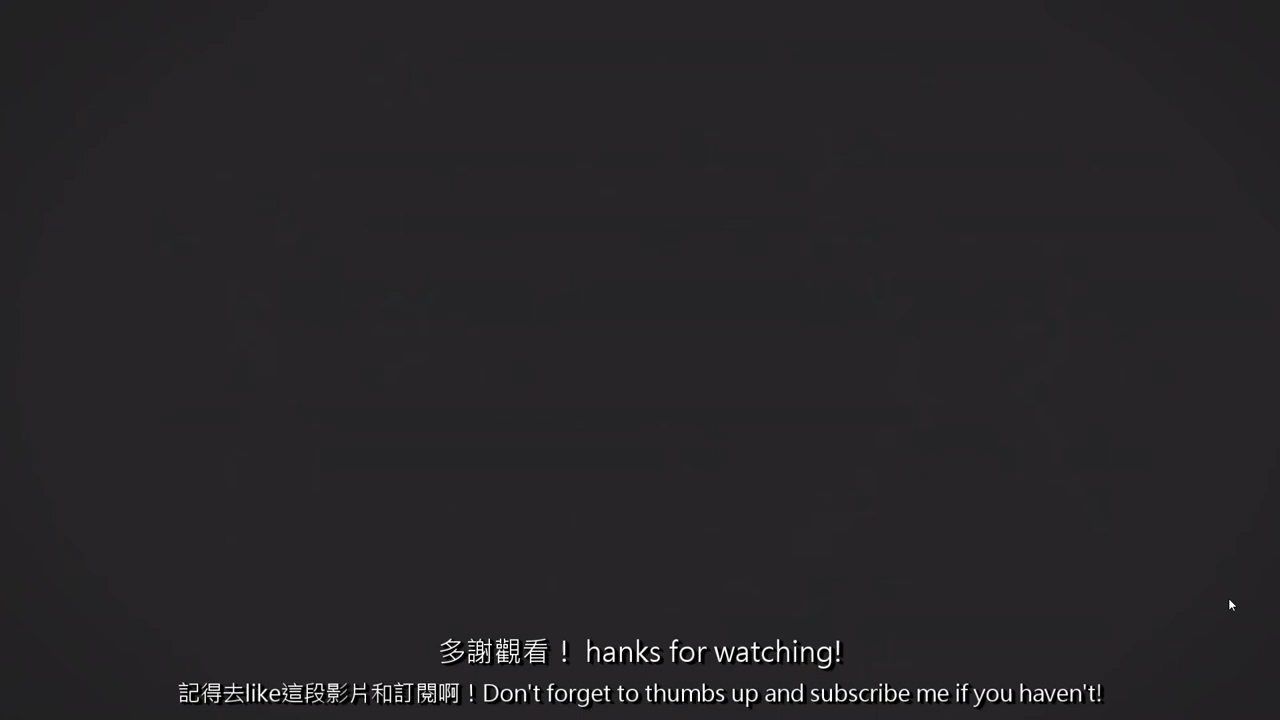 多謝觀看！ hanks for watching!
記得去like這段影片和訂閱啊！Don't forget to thumbs up and subscribe me if you haven't!